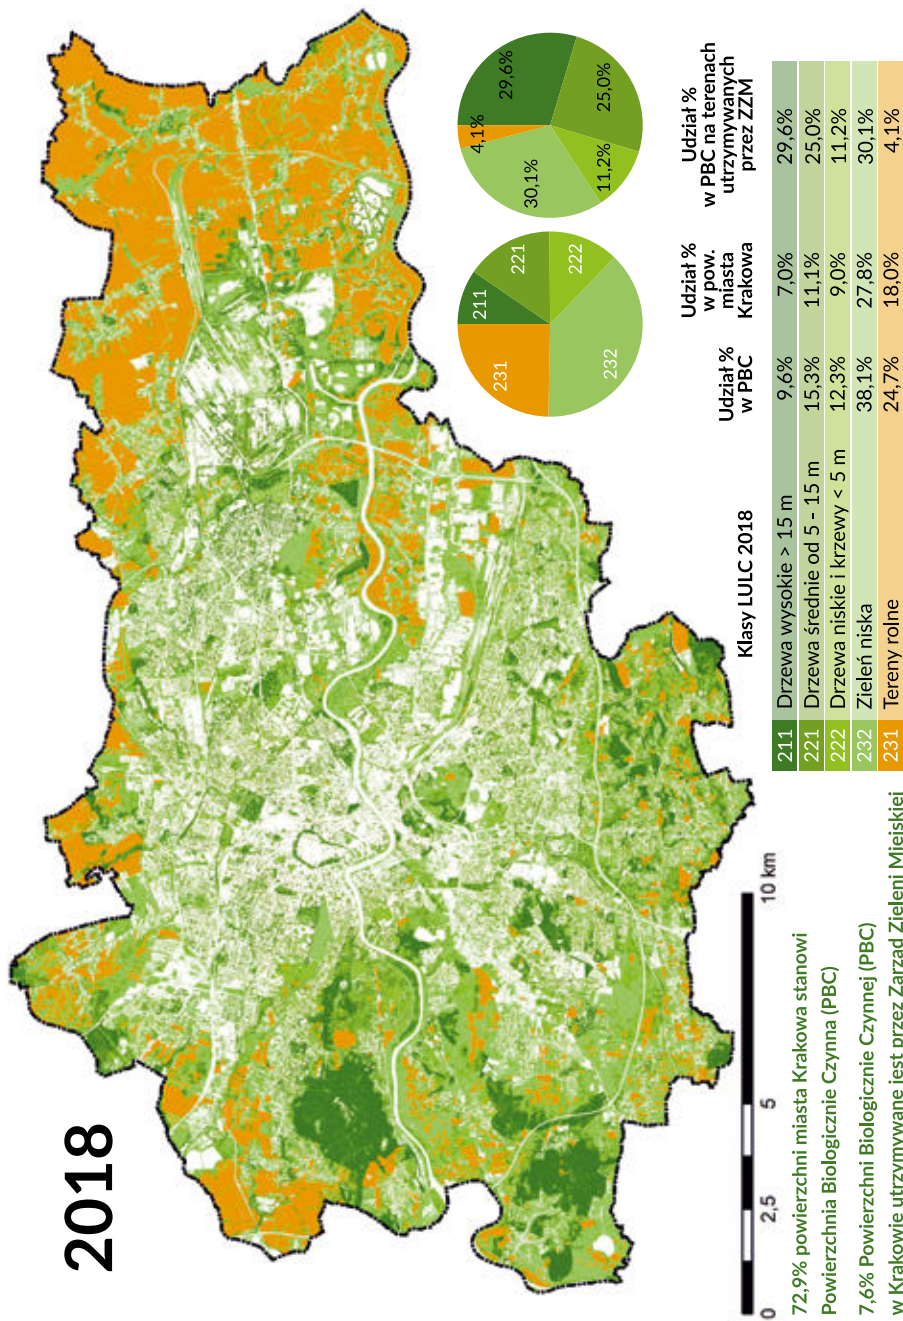 2018
29,6%
25,0%
11,2%
30,1%
4,1%
211
221
222
232
231
Klasy LULC 2018
Udział %
w PBC
Udział %
w pow.
miasta
Krakowa
Udział %
w PBC na terenach
utrzymywanych
przez ZZM
211 Drzewa wysokie > 15 m 9,6% 7,0% 29,6%
221 Drzewa średnie od 5 - 15 m 15,3% 11,1% 25,0%
222 Drzewa niskie i krzewy < 5 m 12,3% 9,0% 11,2%
232 Zieleń niska 38,1% 27,8% 30,1%
231 Tereny rolne 24,7% 18,0% 4,1%
0 2,5 5 10 km
72,9% powierzchni miasta Krakowa stanowi
Powierzchnia Biologicznie Czynna (PBC)
7,6% Powierzchni Biologicznie Czynnej (PBC)
w Krakowie utrzymywane jest przez Zarząd Zieleni Miejskiej